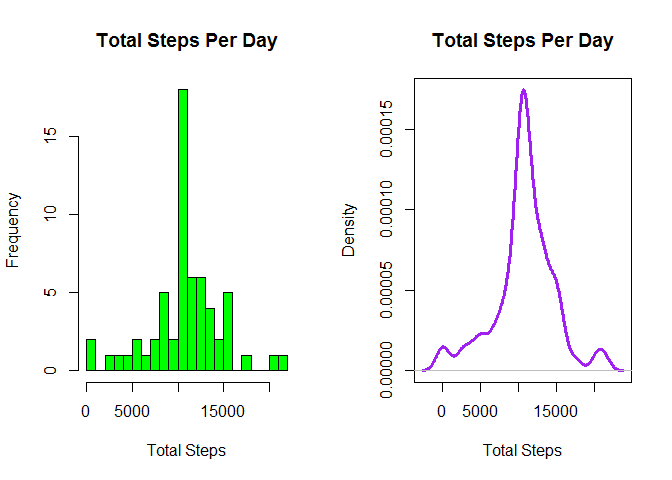 Total Steps Per Day
Frequency
0
5
10
15
0 5000 15000
Total Steps
Total Steps Per Day
Density
0.00000
0.00005
0.00010
0.00015
0 5000 15000
Total Steps